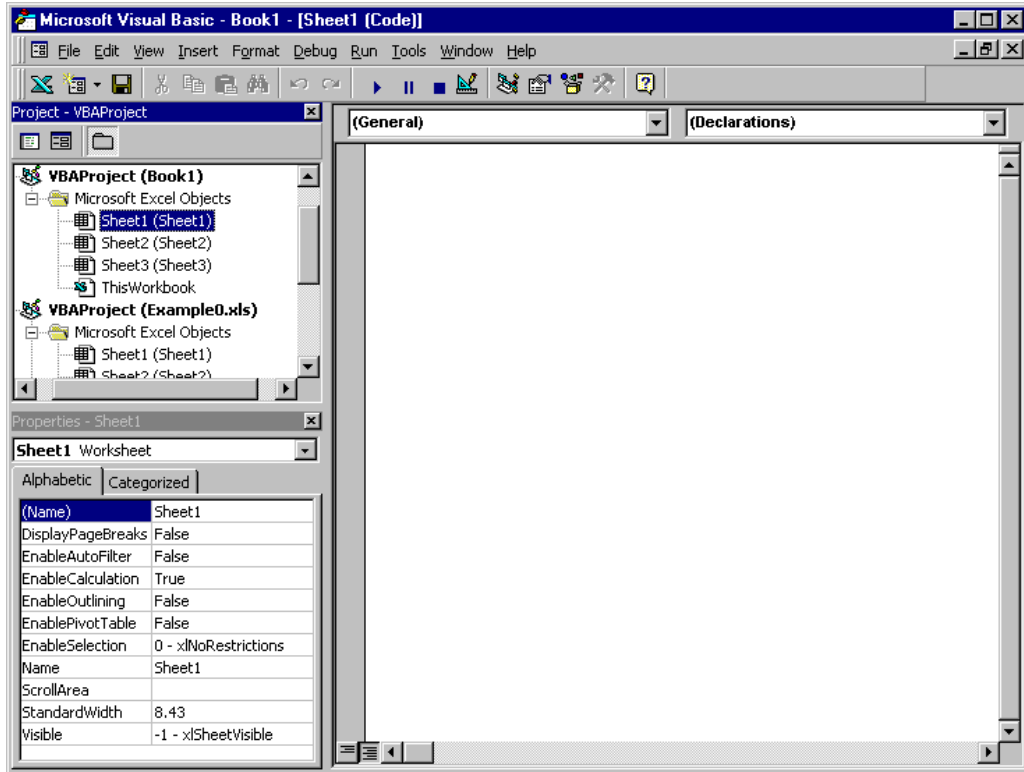 Microsoft Visual Basic - Book1 - [Sheet1 (Code)]
File Edit View Insert Format Debug Run Tools Window Help
Project - VBAProject
VBAProject (Book1)
Microsoft Excel Objects
Sheet1 (Sheet1)
Sheet2 (Sheet2)
Sheet3 (Sheet3)
ThisWorkbook
VBAProject (Example0.xls)
Microsoft Excel Objects
Sheet1 (Sheet1)
Sheet2 (Sheet2)
Properties - Sheet1
Sheet1 Worksheet
Alphabetic Categorized
(Name) Sheet1
DisplayPageBreaks False
EnableAutoFilter False
EnableCalculation True
EnableOutlining False
EnablePivotTable False
EnableSelection 0 - xlNoRestrictions
Name Sheet1
ScrollArea
StandardWidth 8.43
Visible -1 - xlSheetVisible
(General) (Declarations)